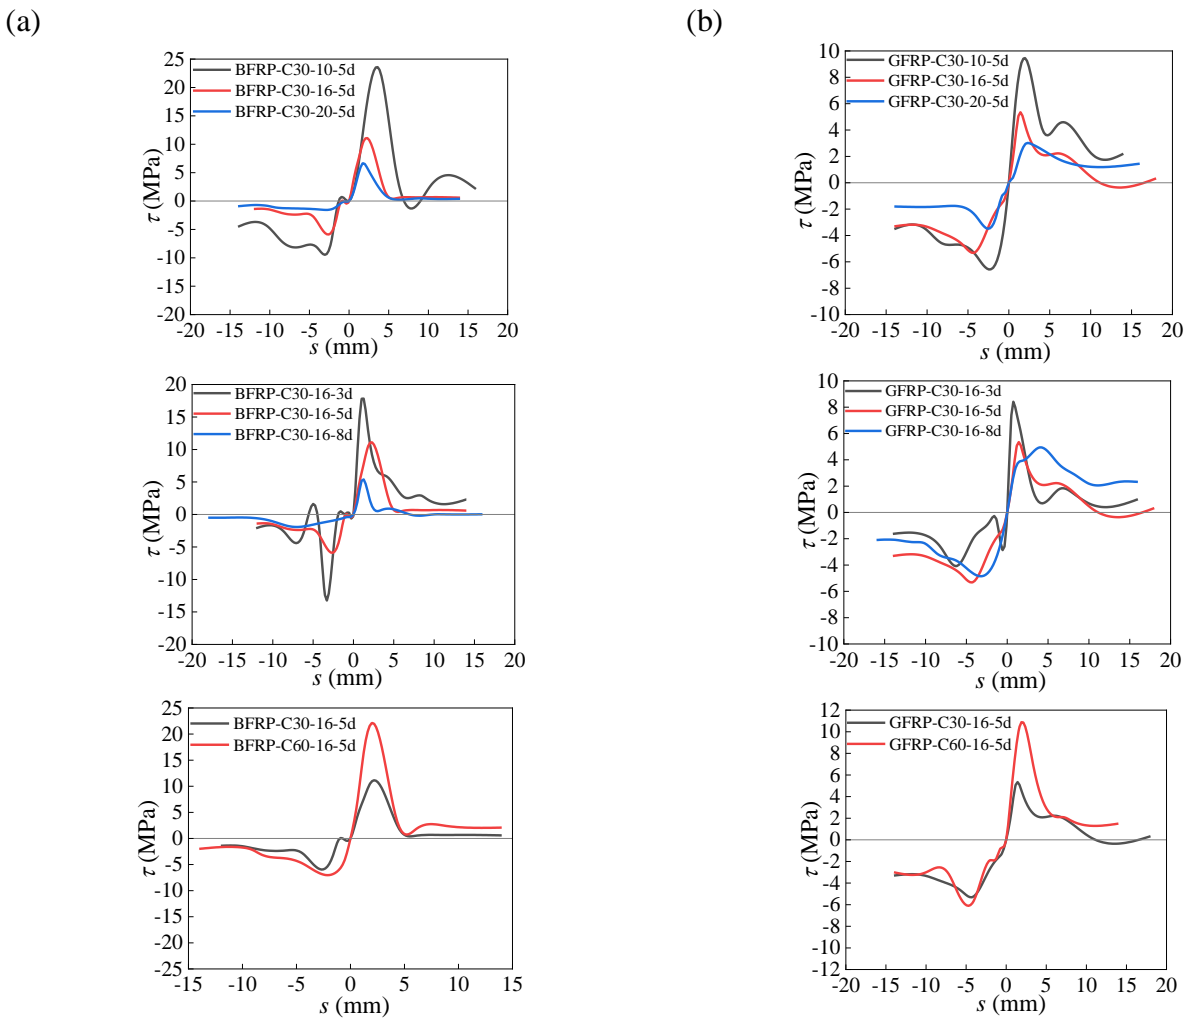 (a)
(b)
25
20
15
10
5
0
-5
-10
-15
-20
τ (MPa)
BFRP-C30-10-5d
BFRP-C30-16-5d
BFRP-C30-20-5d
-20 -15 -10 -5 0 5 10 15 20
s (mm)
10
8
6
4
2
0
-2
-4
-6
-8
-10
τ (MPa)
GFRP-C30-10-5d
GFRP-C30-16-5d
GFRP-C30-20-5d
-20 -15 -10 -5 0 5 10 15 20
s (mm)
20
15
10
5
0
-5
-10
-15
-20
τ (MPa)
BFRP-C30-16-3d
BFRP-C30-16-5d
BFRP-C30-16-8d
-20 -15 -10 -5 0 5 10 15 20
s (mm)
10
8
6
4
2
0
-2
-4
-6
-8
-10
τ (MPa)
GFRP-C30-16-3d
GFRP-C30-16-5d
GFRP-C30-16-8d
-20 -15 -10 -5 0 5 10 15 20
s (mm)
25
20
15
10
5
0
-5
-10
-15
-20
25
τ (MPa)
BFRP-C30-16-5d
BFRP-C60-16-5d
-15 -10 -5 0 5 10 15
s (mm)
12
10
8
6
4
2
0
-2
-4
-6
-8
-10
-12
τ (MPa)
GFRP-C30-16-5d
GFRP-C60-16-5d
-20 -15 -10 -5 0 5 10 15 20
s (mm)